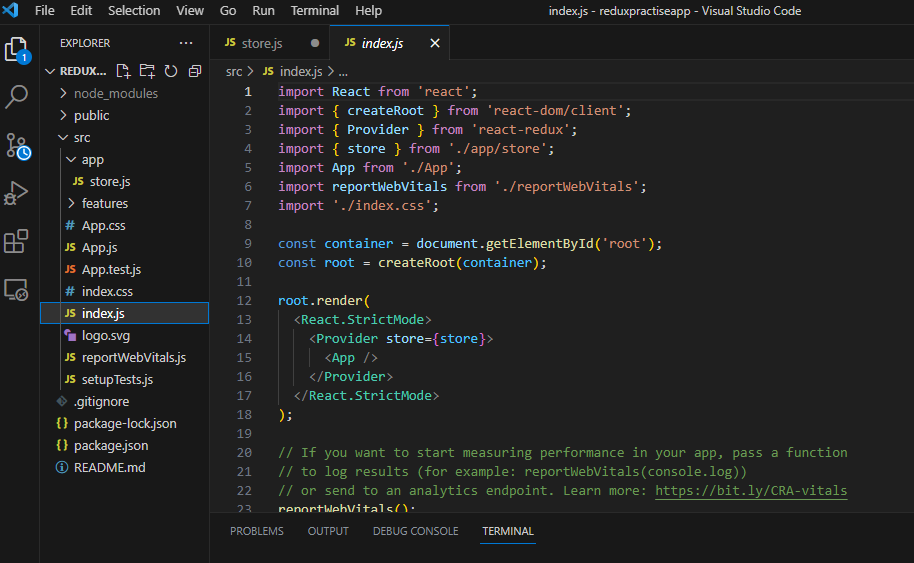 File Edit Selection View Go Run Terminal Help index.js - reduxpractiseapp - Visual Studio Code
EXPLORER ...
REDUX...
node_modules
public
src
app
JS store.js
features
# App.css
JS App.js
JS App.test.js
# index.css
JS index.js
logo.svg
JS reportWebVitals.js
JS setupTests.js
.gitignore
{} package-lock.json
{} package.json
README.md
1
JS store.js
JS index.js
src > JS index.js > ...
1 import React from 'react';
2 import { createRoot } from 'react-dom/client';
3 import { Provider } from 'react-redux';
4 import { store } from './app/store';
5 import App from './App';
6 import reportWebVitals from './reportWebVitals';
7 import './index.css';
8
9 const container = document.getElementById('root');
10 const root = createRoot(container);
11
12 root.render(
13 <React.StrictMode>
14 <Provider store={store}>
15 <App />
16 </Provider>
17 </React.StrictMode>
18 );
19
20 // If you want to start measuring performance in your app, pass a function
21 // to log results (for example: reportWebVitals(console.log))
22 // or send to an analytics endpoint. Learn more: https://bit.ly/CRA-vitals
23 reportWebVitals();
PROBLEMS OUTPUT DEBUG CONSOLE TERMINAL